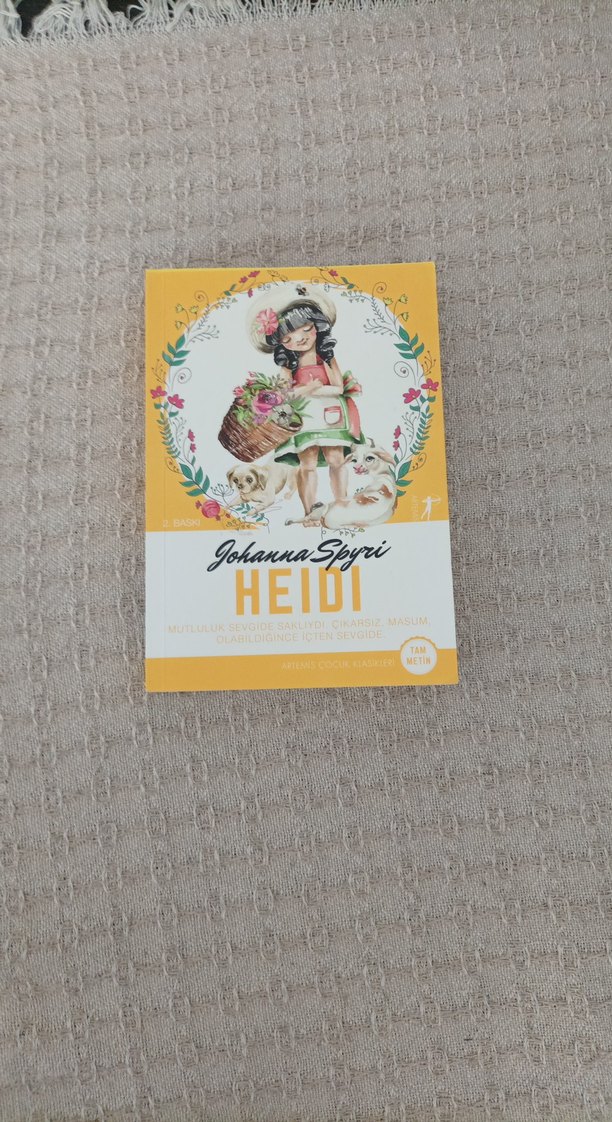 2. BASKI
ARTEMİS
Johanna Spyri
HEIDI
MUTLULUK SEVGİDE SAKLIYDI. ÇIKARSIZ, MASUM,
OLABİLDİĞİNCE İÇTEN SEVGİDE.
ARTEMİS ÇOCUK KLASİKLERİ
TAM
METİN